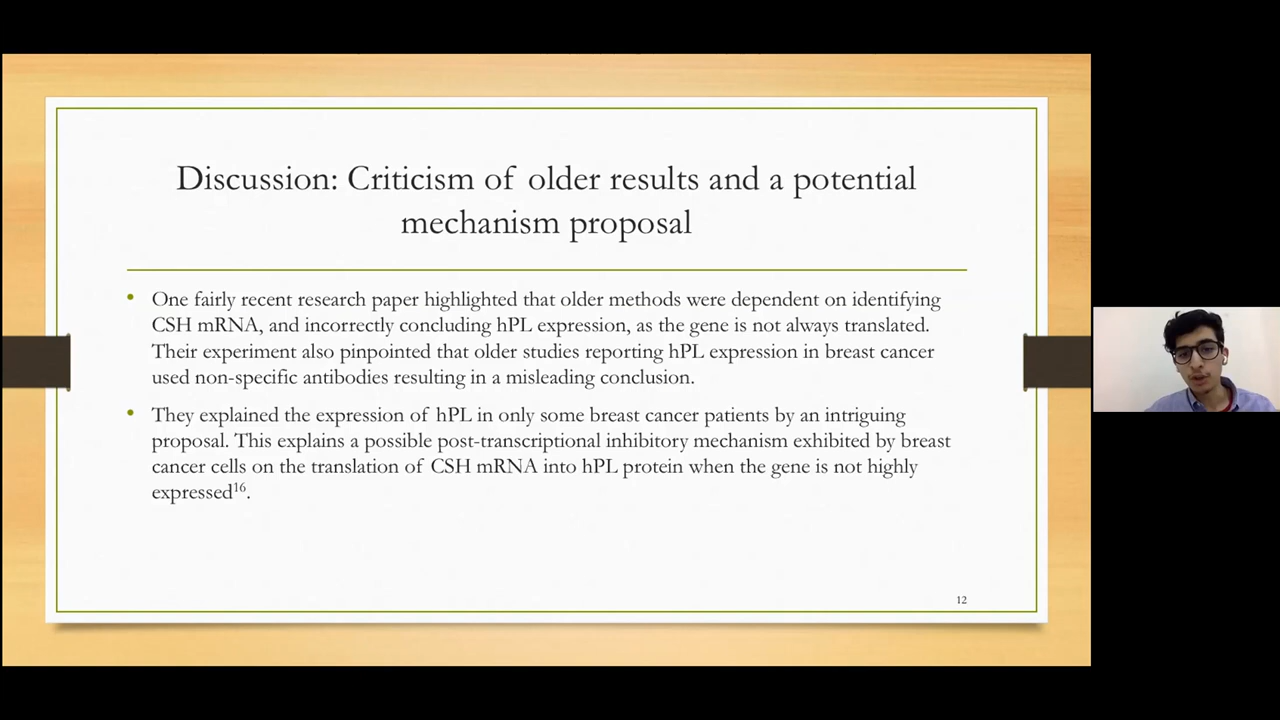 Discussion: Criticism of older results and a potential
mechanism proposal
• One fairly recent research paper highlighted that older methods were dependent on identifying
CSH mRNA, and incorrectly concluding hPL expression, as the gene is not always translated.
Their experiment also pinpointed that older studies reporting hPL expression in breast cancer
used non-specific antibodies resulting in a misleading conclusion.
• They explained the expression of hPL in only some breast cancer patients by an intriguing
proposal. This explains a possible post-transcriptional inhibitory mechanism exhibited by breast
cancer cells on the translation of CSH mRNA into hPL protein when the gene is not highly
expressed¹⁶.
12